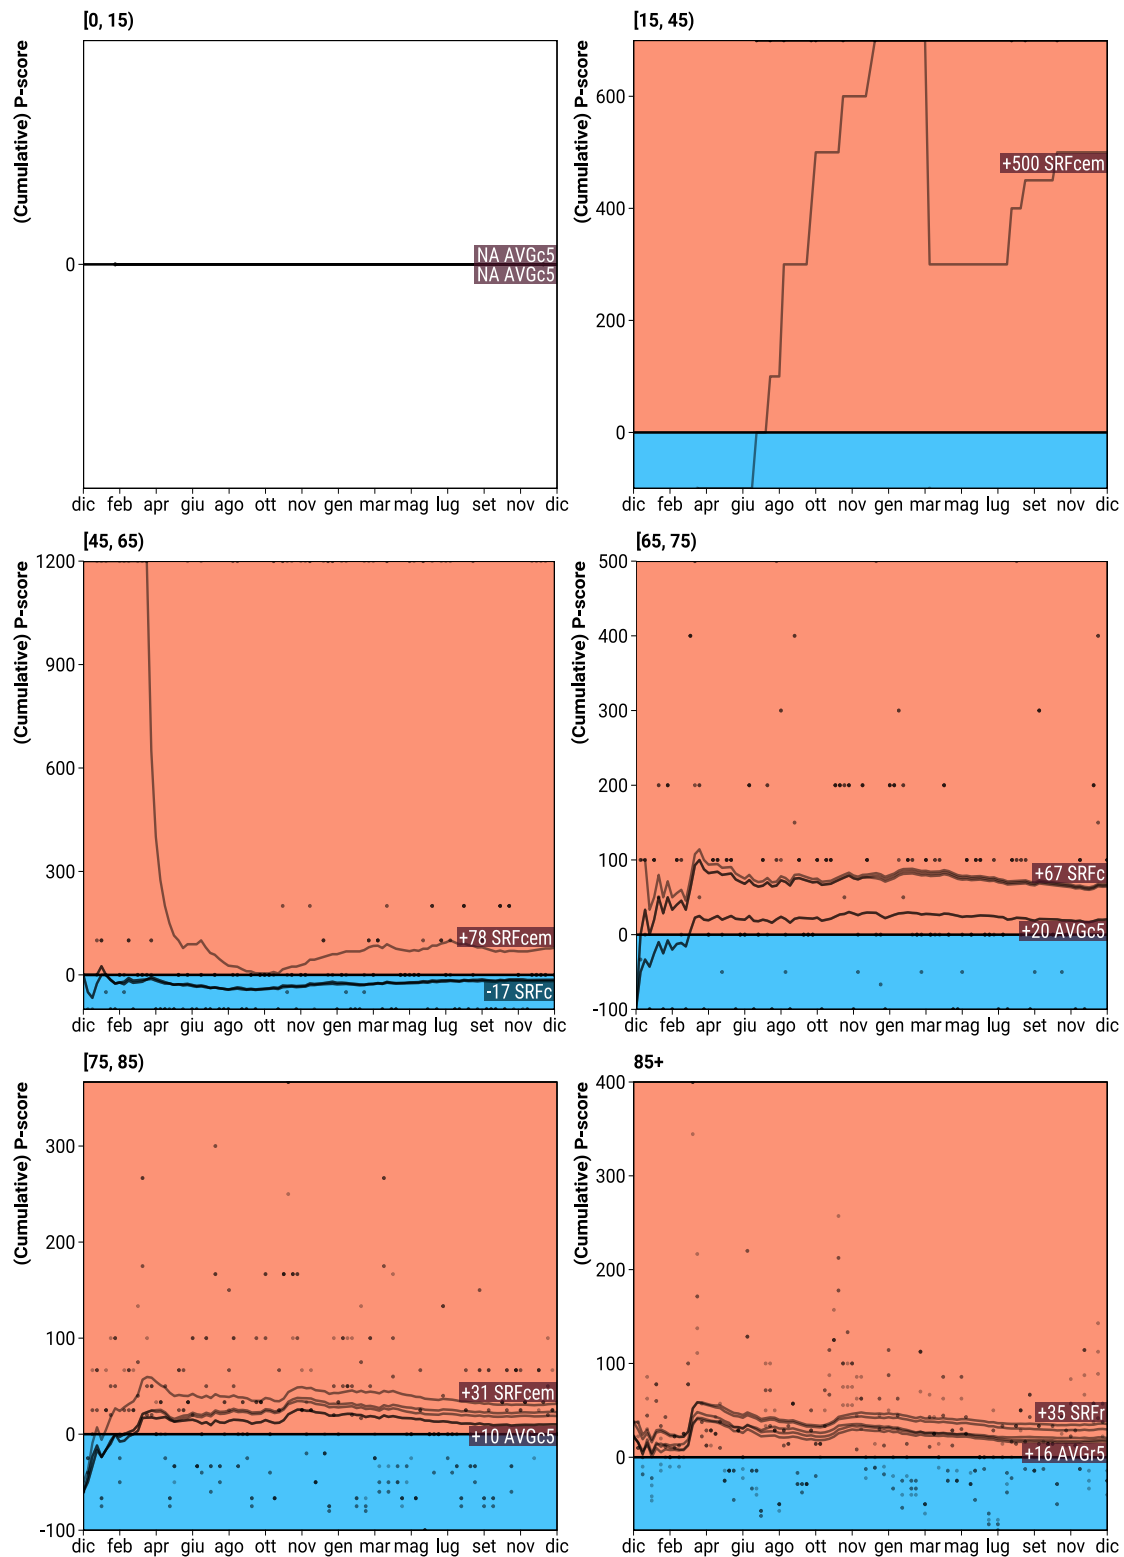 [0, 15)
(Cumulative) P-score
0
NA AVGc5
NA AVGc5
dic feb apr giu ago ott nov gen mar mag lug set nov dic
[15, 45)
(Cumulative) P-score
600
400
200
0
+500 SRFcem
dic feb apr giu ago ott nov gen mar mag lug set nov dic
[45, 65)
(Cumulative) P-score
1200
900
600
300
0
+78 SRFcem
-17 SRFc
dic feb apr giu ago ott nov gen mar mag lug set nov dic
[65, 75)
(Cumulative) P-score
500
400
300
200
100
0
-100
+67 SRFc
+20 AVGc5
dic feb apr giu ago ott nov gen mar mag lug set nov dic
[75, 85)
(Cumulative) P-score
300
200
100
0
-100
+31 SRFcem
+10 AVGc5
dic feb apr giu ago ott nov gen mar mag lug set nov dic
85+
(Cumulative) P-score
400
300
200
100
0
+35 SRFr
+16 AVGr5
dic feb apr giu ago ott nov gen mar mag lug set nov dic